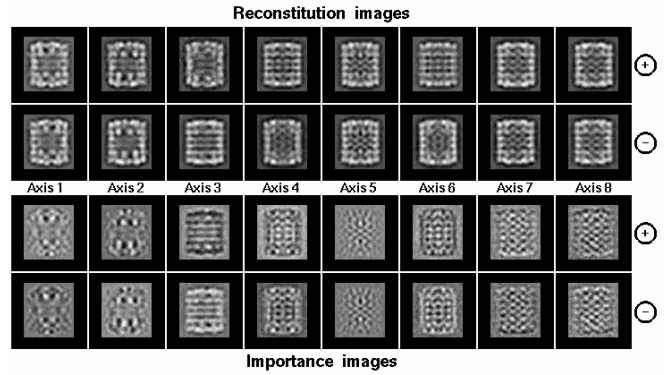 Reconstitution images
+
−
Axis 1 Axis 2 Axis 3 Axis 4 Axis 5 Axis 6 Axis 7 Axis 8
+
−
Importance images